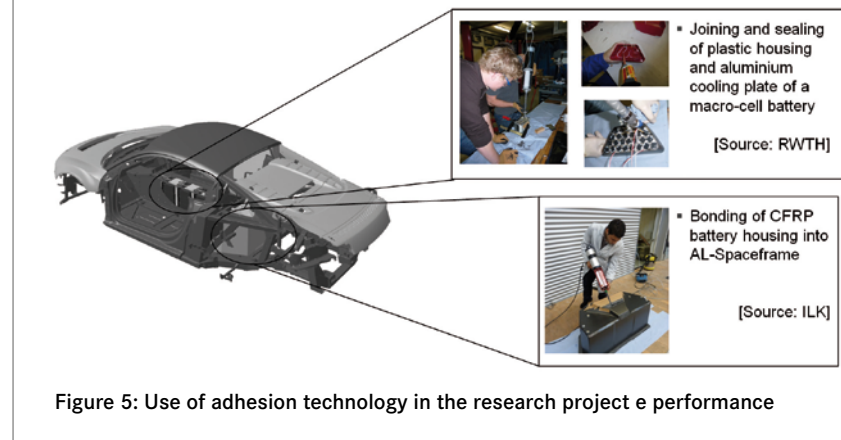 ▪ Joining and sealing
of plastic housing
and aluminium
cooling plate of a
macro-cell battery
[Source: RWTH]
▪ Bonding of CFRP
battery housing into
AL-Spaceframe
[Source: ILK]
Figure 5: Use of adhesion technology in the research project e performance